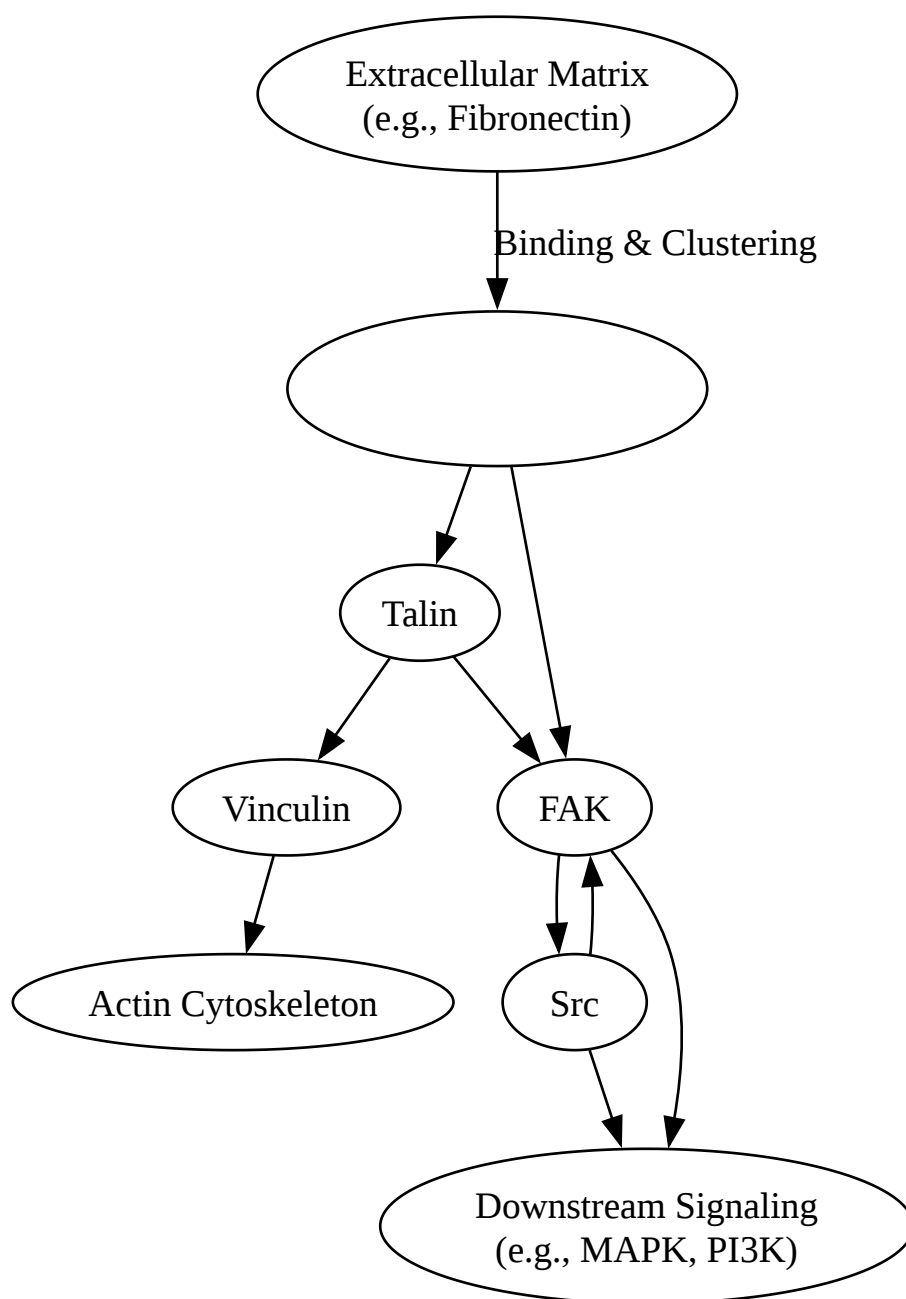 Extracellular Matrix
(e.g., Fibronectin)
Binding & Clustering
Talin
Vinculin
FAK
Actin Cytoskeleton
Src
Downstream Signaling
(e.g., MAPK, PI3K)